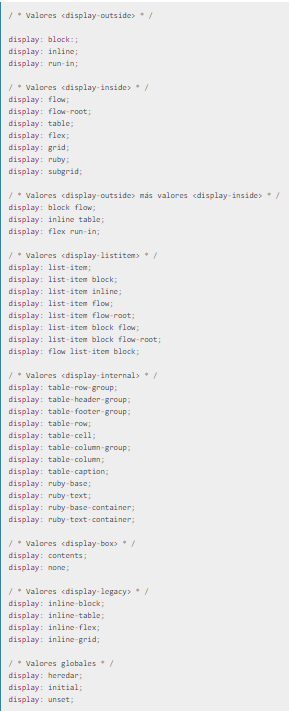 / * Valores <display-outside> * /
display: block:;
display: inline;
display: run-in;
/ * Valores <display-inside> * /
display: flow;
display: flow-root;
display: table;
display: flex;
display: grid;
display: ruby;
display: subgrid;
/ * Valores <display-outside> más valores <display-inside> * /
display: block flow;
display: inline table;
display: flex run-in;
/ * Valores <display-listitem> * /
display: list-item;
display: list-item block;
display: list-item inline;
display: list-item flow;
display: list-item flow-root;
display: list-item block flow;
display: list-item block flow-root;
display: flow list-item block;
/ * Valores <display-internal> * /
display: table-row-group;
display: table-header-group;
display: table-footer-group;
display: table-row;
display: table-cell;
display: table-column-group;
display: table-column;
display: table-caption;
display: ruby-base;
display: ruby-text;
display: ruby-base-container;
display: ruby-text-container;
/ * Valores <display-box> * /
display: contents;
display: none;
/ * Valores <display-legacy> * /
display: inline-block;
display: inline-table;
display: inline-flex;
display: inline-grid;
/ * Valores globales * /
display: heredar;
display: initial;
display: unset;